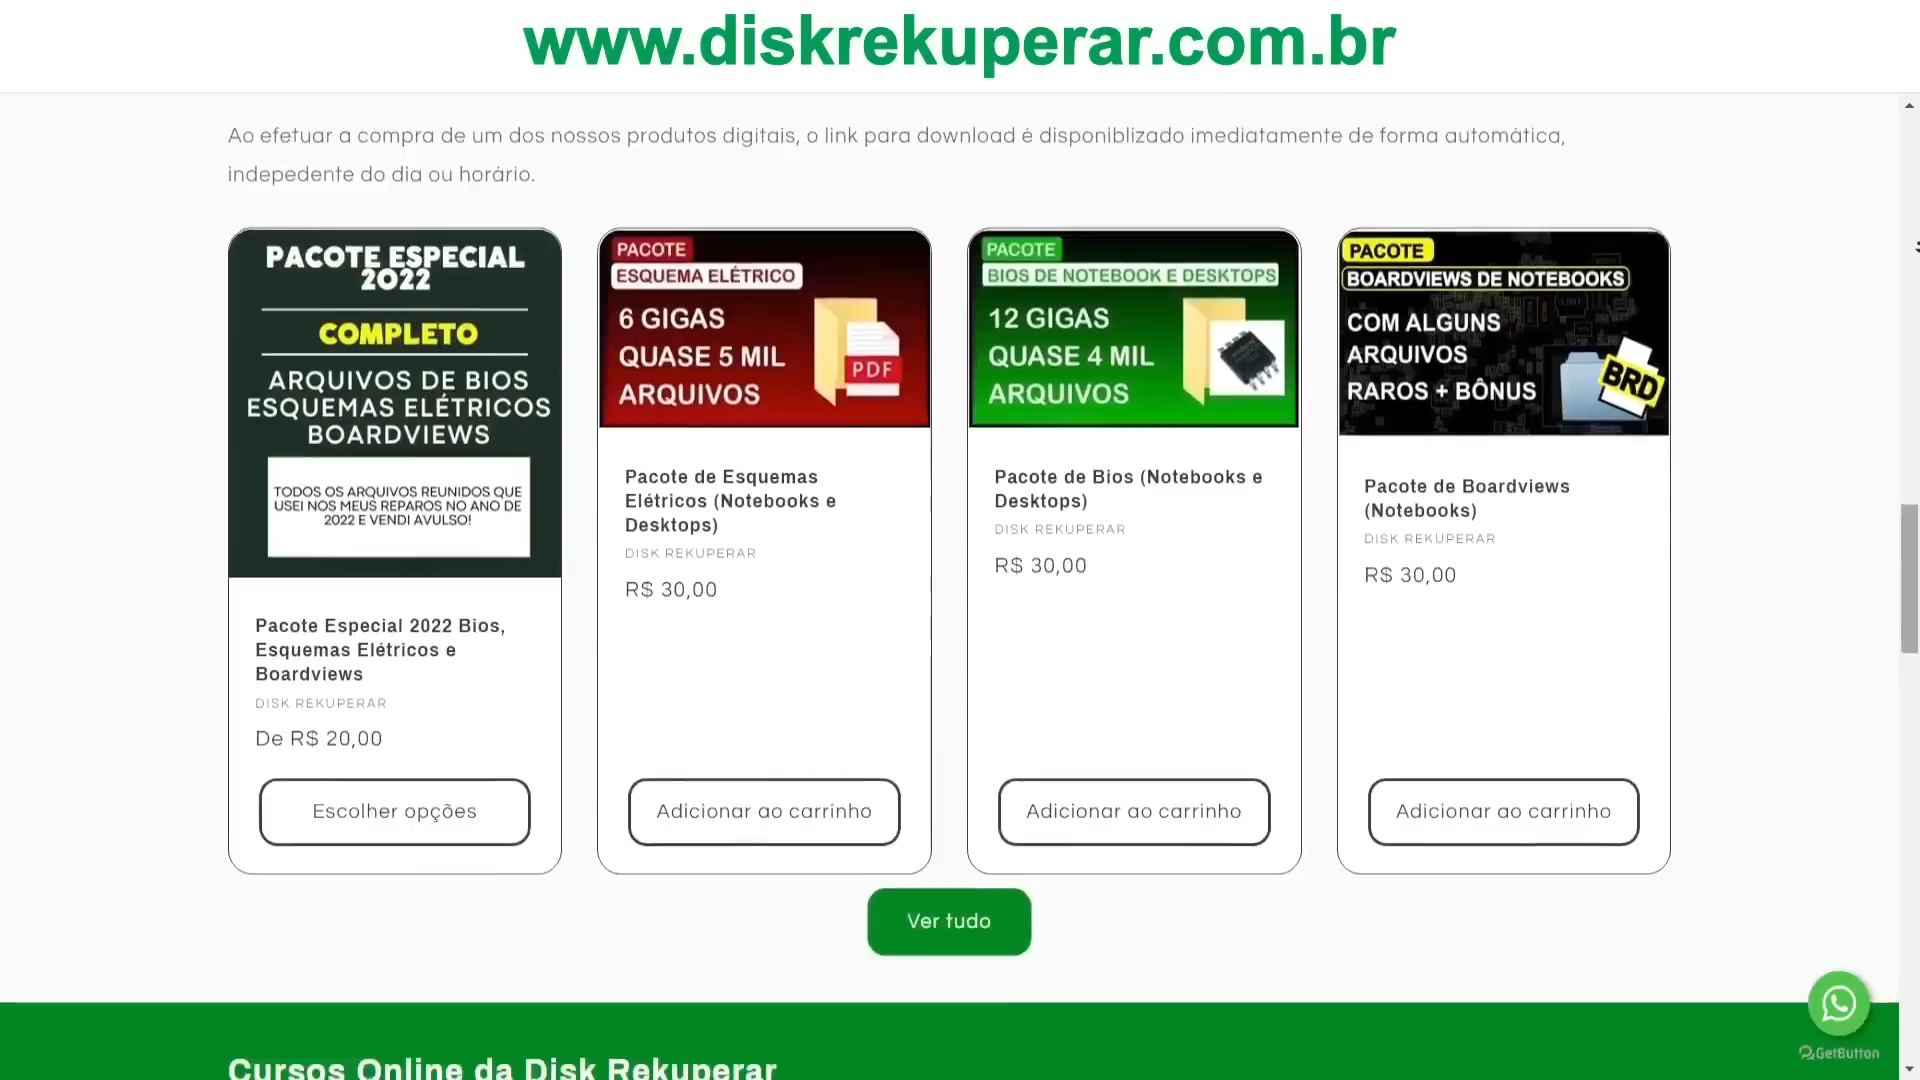 www.diskrekuperar.com.br
Ao efetuar a compra de um dos nossos produtos digitais, o link para download é disponiblizado imediatamente de forma automática,
indepedente do dia ou horário.
PACOTE ESPECIAL
2022
COMPLETO
ARQUIVOS DE BIOS
ESQUEMAS ELÉTRICOS
BOARDVIEWS
TODOS OS ARQUIVOS REUNIDOS QUE
USEI NOS MEUS REPAROS NO ANO DE
2022 E VENDI AVULSO!
Pacote Especial 2022 Bios,
Esquemas Elétricos e
Boardviews
DISK REKUPERAR
De R$ 20,00
Escolher opções
PACOTE
ESQUEMA ELÉTRICO
6 GIGAS
QUASE 5 MIL
ARQUIVOS
PDF
Pacote de Esquemas
Elétricos (Notebooks e
Desktops)
DISK REKUPERAR
R$ 30,00
Adicionar ao carrinho
PACOTE
BIOS DE NOTEBOOK E DESKTOPS
12 GIGAS
QUASE 4 MIL
ARQUIVOS
Pacote de Bios (Notebooks e
Desktops)
DISK REKUPERAR
R$ 30,00
Adicionar ao carrinho
PACOTE
BOARDVIEWS DE NOTEBOOKS
COM ALGUNS
ARQUIVOS
RAROS + BÔNUS
BRD
Pacote de Boardviews
(Notebooks)
DISK REKUPERAR
R$ 30,00
Adicionar ao carrinho
Ver tudo
GetButton
Cursos Online da Disk Rekuperar